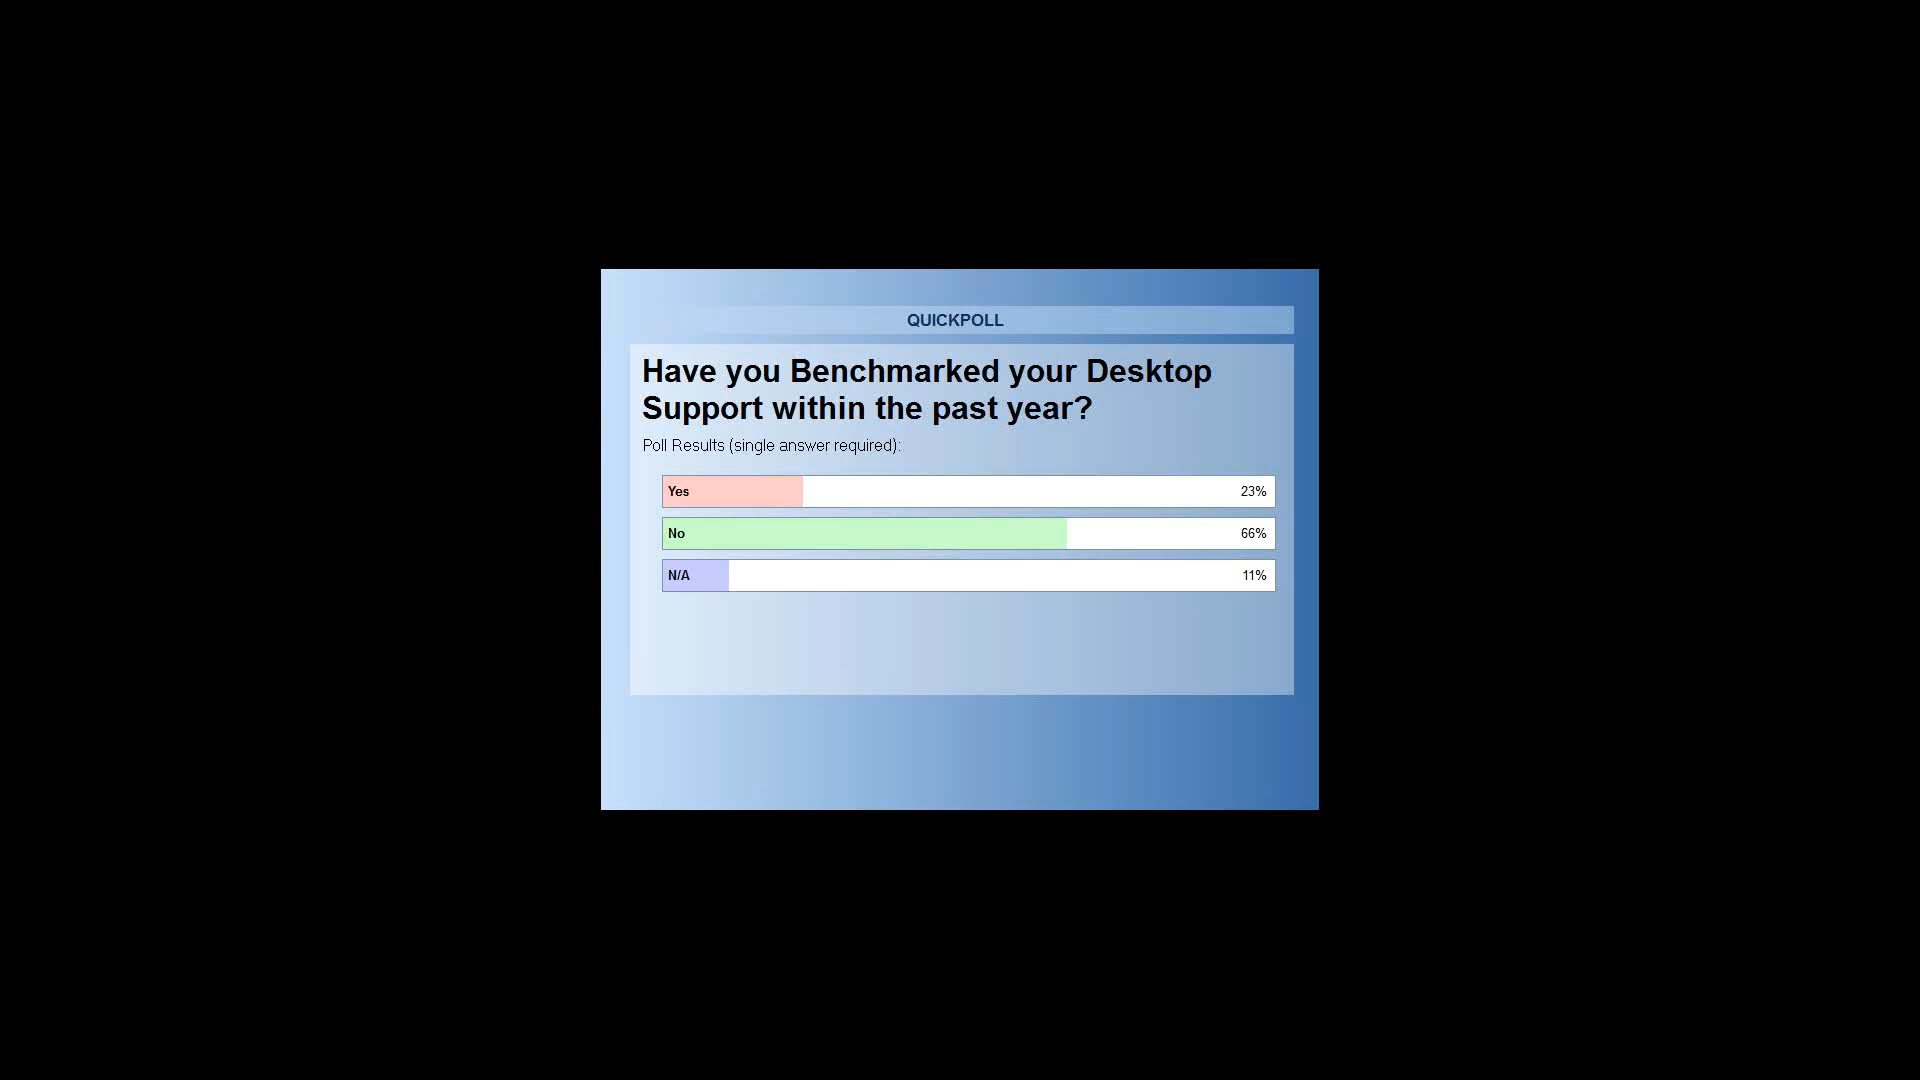 QUICKPOLL
Have you Benchmarked your Desktop
Support within the past year?
Poll Results (single answer required):
Yes 23%
No 66%
N/A 11%